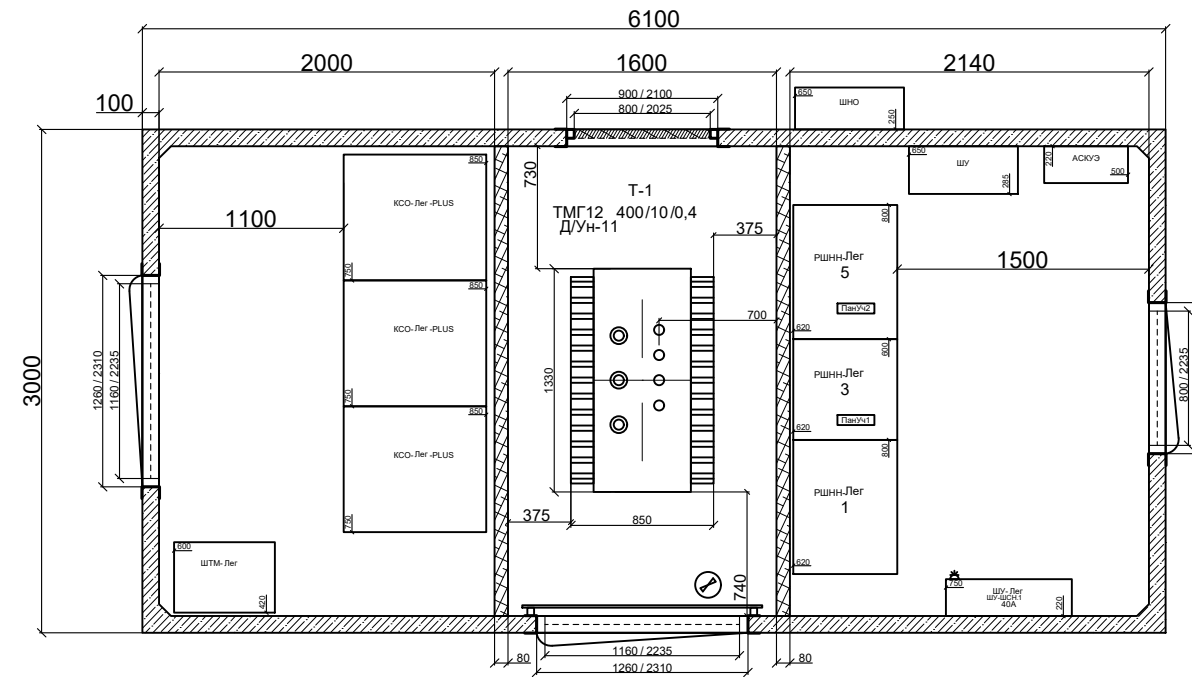 6100
2000
1600
2140
900 / 2100
800 / 2025
100
650
ШНО
250
3000
1100
850
КСО-Лег -PLUS
750
850
КСО-Лег -PLUS
750
850
КСО-Лег -PLUS
750
1260 / 2310
1160 / 2235
600
ШТМ-Лег
420
730
Т-1
ТМГ12 400/10/0,4
Д/Ун-11
375
700
1330
375
850
740
80
1160 / 2235
1260 / 2310
80
650
ШУ
285
220
АСКУЭ
500
800
РШНН-Лег
5
ПанУч2
620
600
РШНН-Лег
3
ПанУч1
620
800
РШНН-Лег
1
620
1500
800 / 2235
750
ШУ-Лег
ШУ-ШСН.1
40А
220